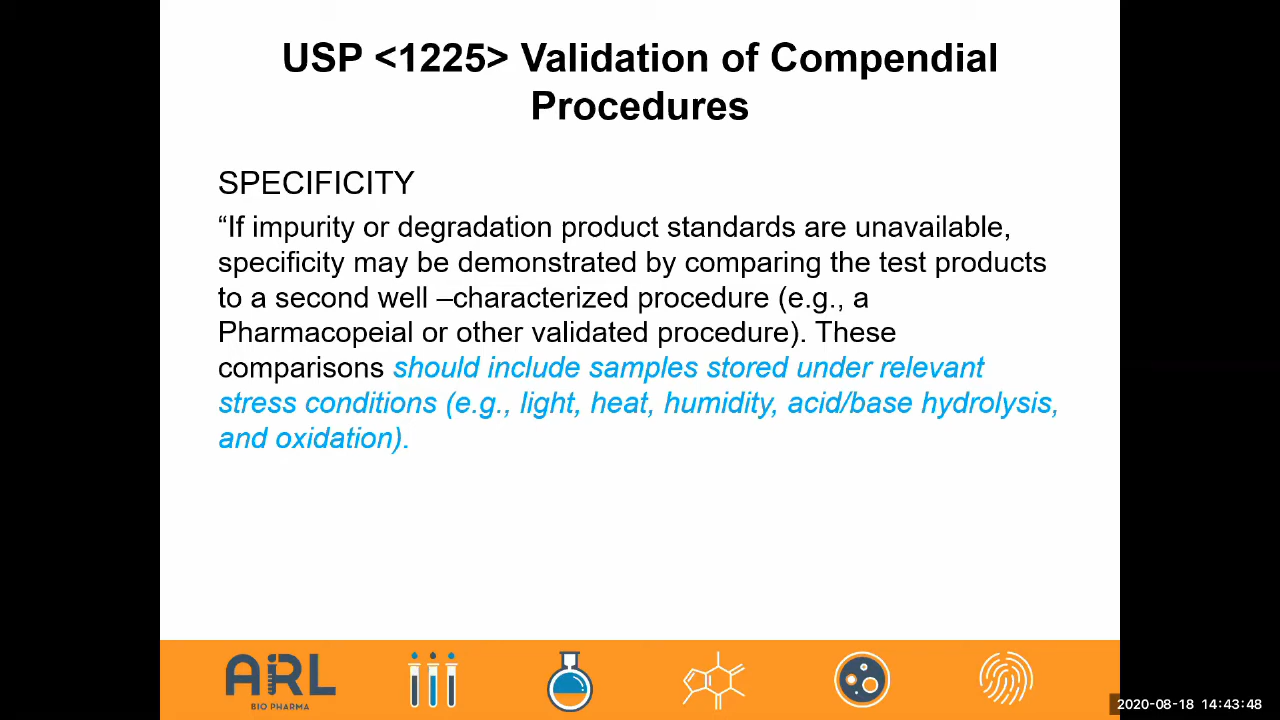 USP <1225> Validation of Compendial
Procedures
SPECIFICITY
“If impurity or degradation product standards are unavailable,
specificity may be demonstrated by comparing the test products
to a second well –characterized procedure (e.g., a
Pharmacopeial or other validated procedure). These
comparisons should include samples stored under relevant
stress conditions (e.g., light, heat, humidity, acid/base hydrolysis,
and oxidation).
ARL
BIO PHARMA
2020-08-18 14:43:48